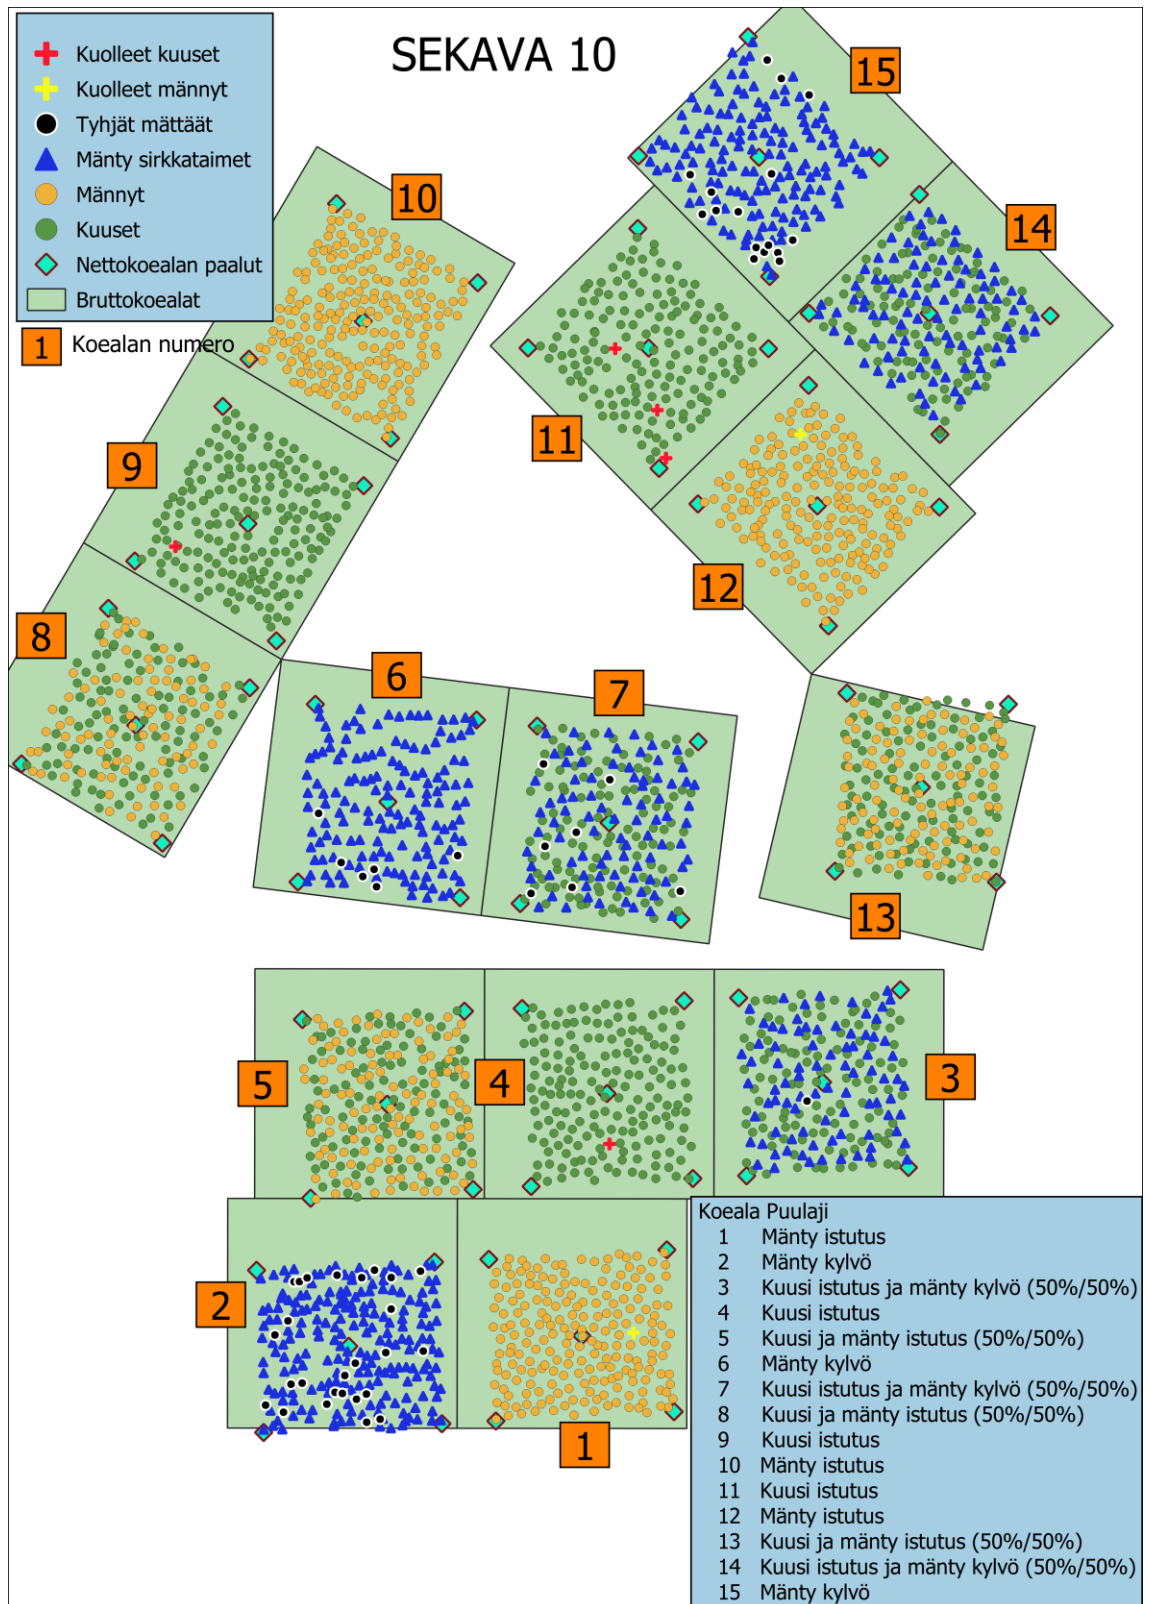 SEKAVA 10
Kuolleet kuuset
Kuolleet männyt
Tyhjät mättäät
Mänty sirkkataimet
Männyt
Kuuset
Nettokoealan paalut
Bruttokoealat
1 Koealan numero
15
10
14
11
9
12
8
6
7
13
5
4
3
2
1
Koeala Puulaji
1 Mänty istutus
2 Mänty kylvö
3 Kuusi istutus ja mänty kylvö (50%/50%)
4 Kuusi istutus
5 Kuusi ja mänty istutus (50%/50%)
6 Mänty kylvö
7 Kuusi istutus ja mänty kylvö (50%/50%)
8 Kuusi ja mänty istutus (50%/50%)
9 Kuusi istutus
10 Mänty istutus
11 Kuusi istutus
12 Mänty istutus
13 Kuusi ja mänty istutus (50%/50%)
14 Kuusi istutus ja mänty kylvö (50%/50%)
15 Mänty kylvö